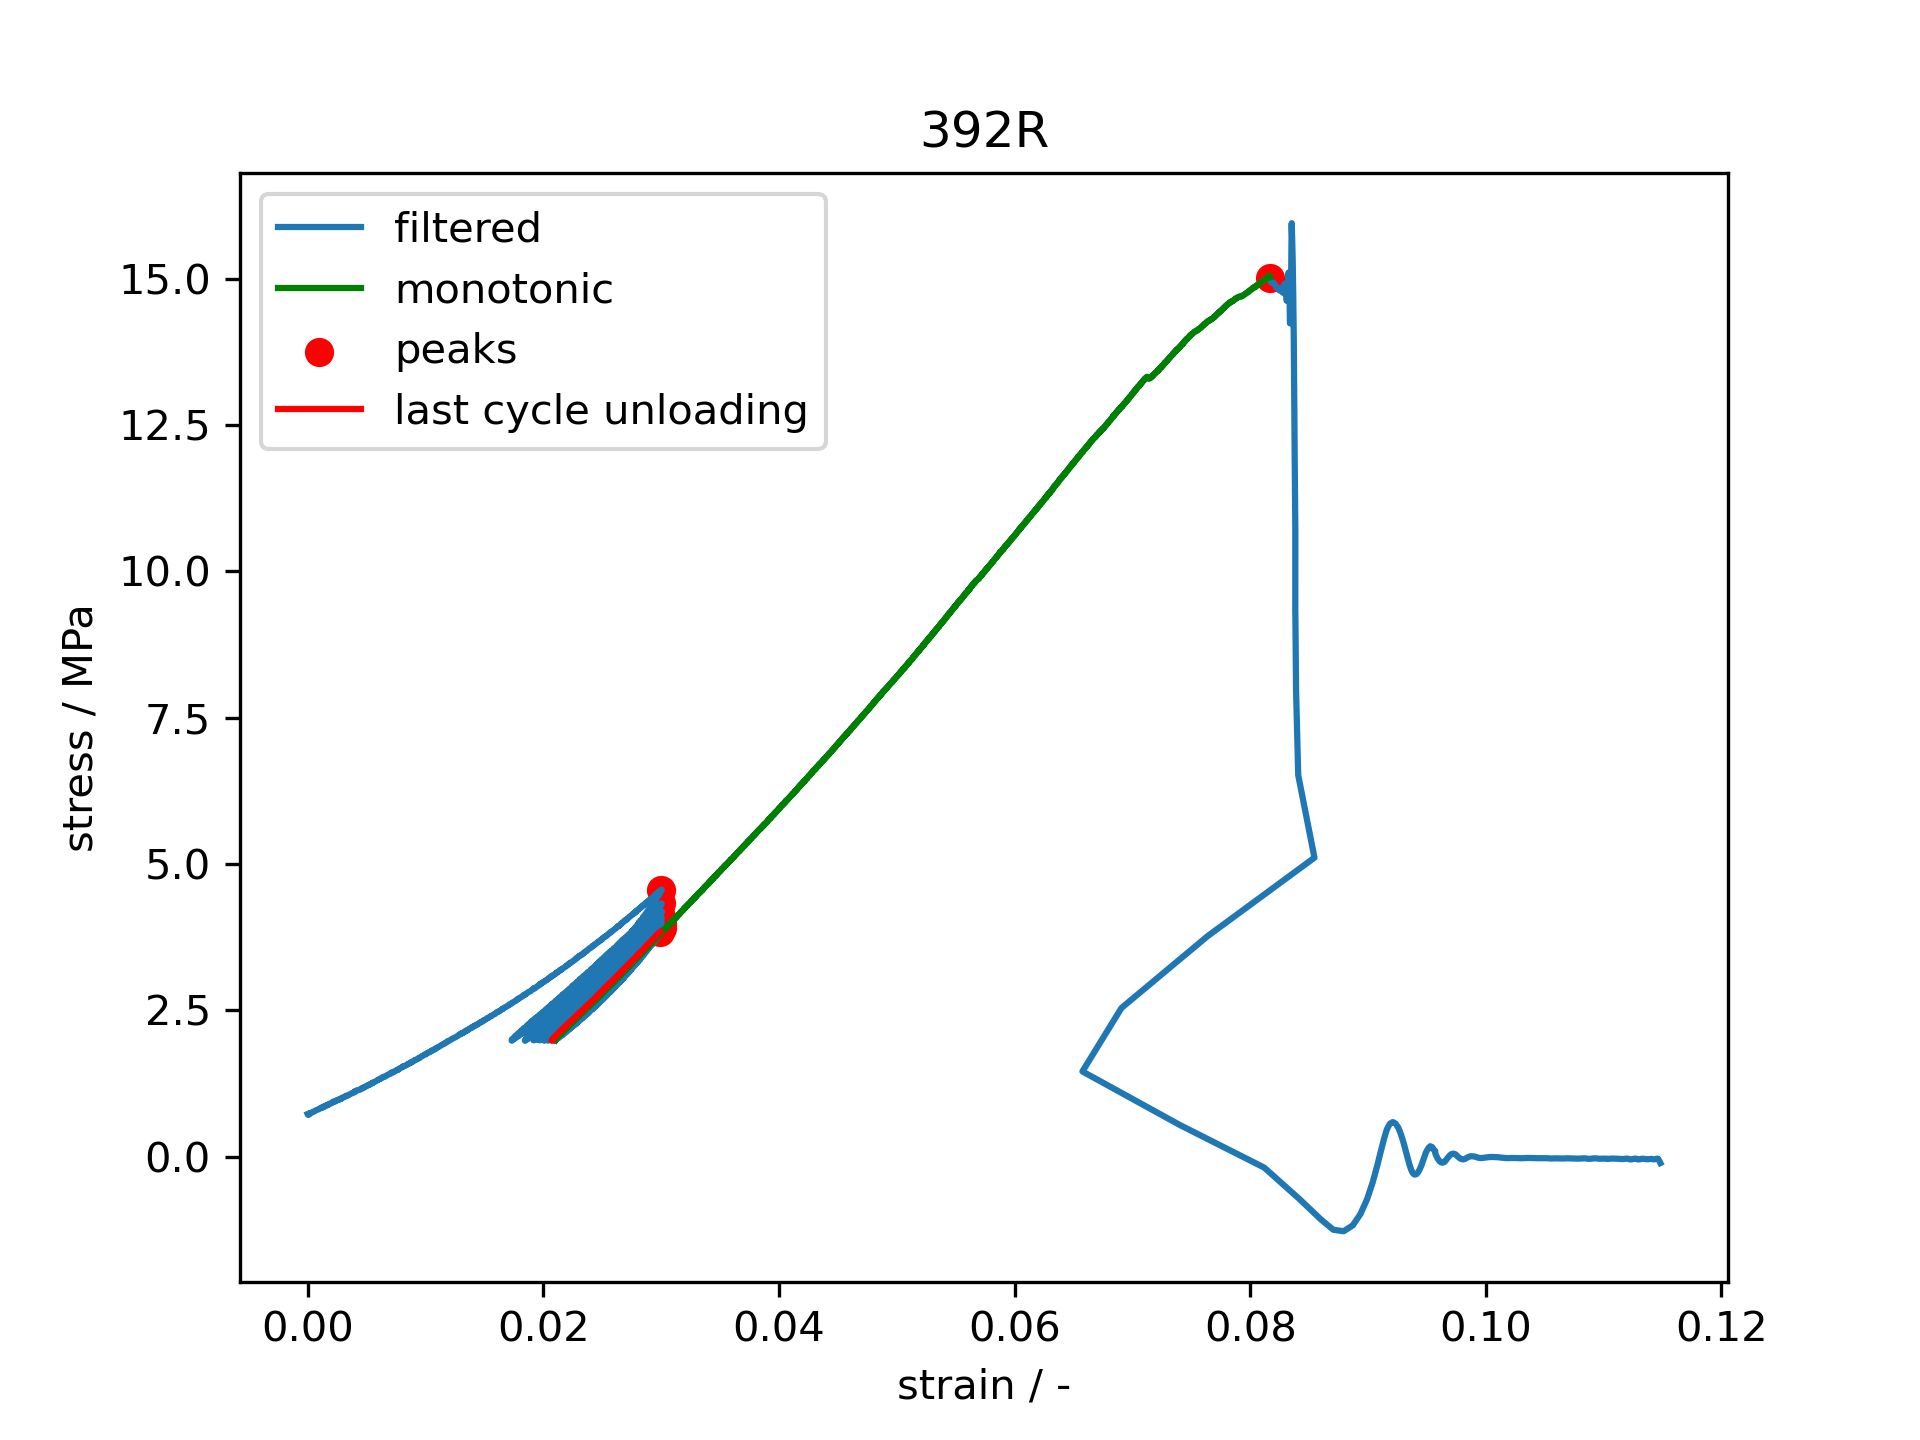 392R
filtered
monotonic
peaks
last cycle unloading
15.0
12.5
10.0
7.5
5.0
2.5
0.0
stress / MPa
0.00 0.02 0.04 0.06 0.08 0.10 0.12
strain / -